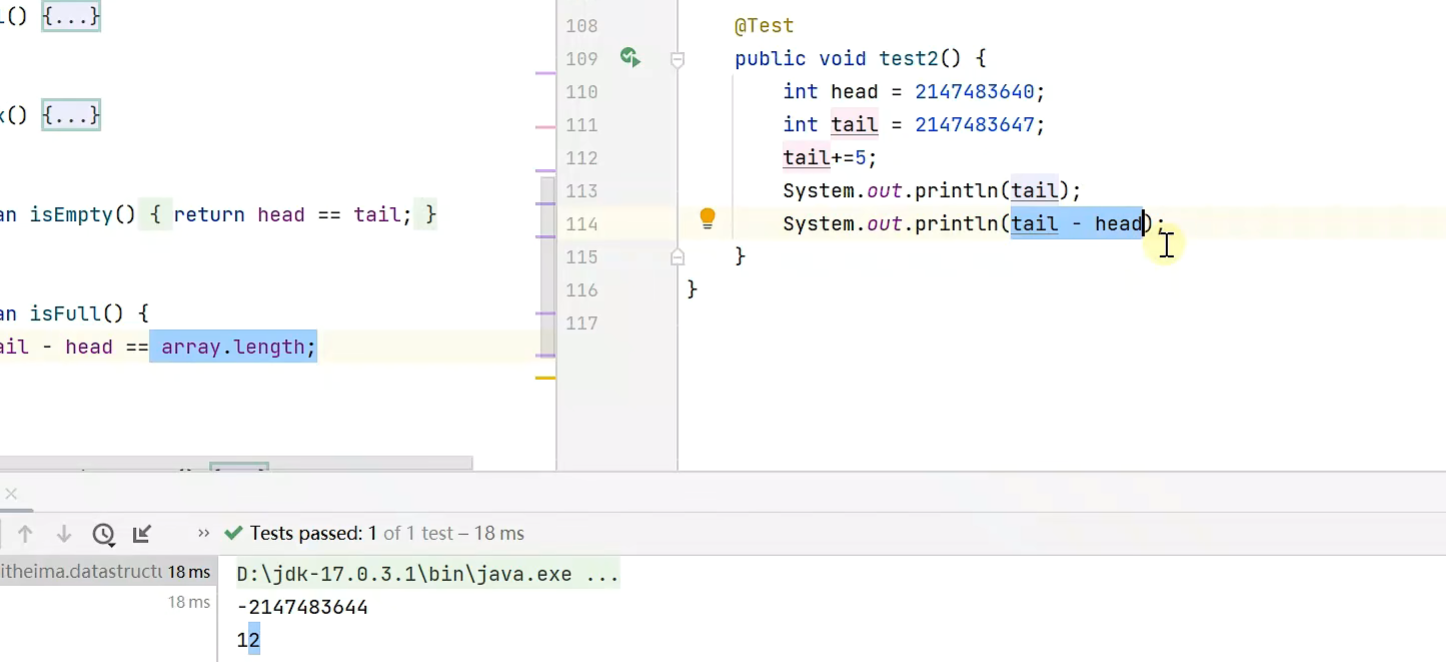 () {...}
() {...}
an isEmpty() { return head == tail; }
an isFull() {
ail - head == array.length;
108 @Test
109 public void test2() {
110 int head = 2147483640;
111 int tail = 2147483647;
112 tail+=5;
113 System.out.println(tail);
114 System.out.println(tail - head);
115 }
116 }
117
» Tests passed: 1 of 1 test – 18 ms
itheima.datastructu 18 ms
18 ms
D:\jdk-17.0.3.1\bin\java.exe ...
-2147483644
12